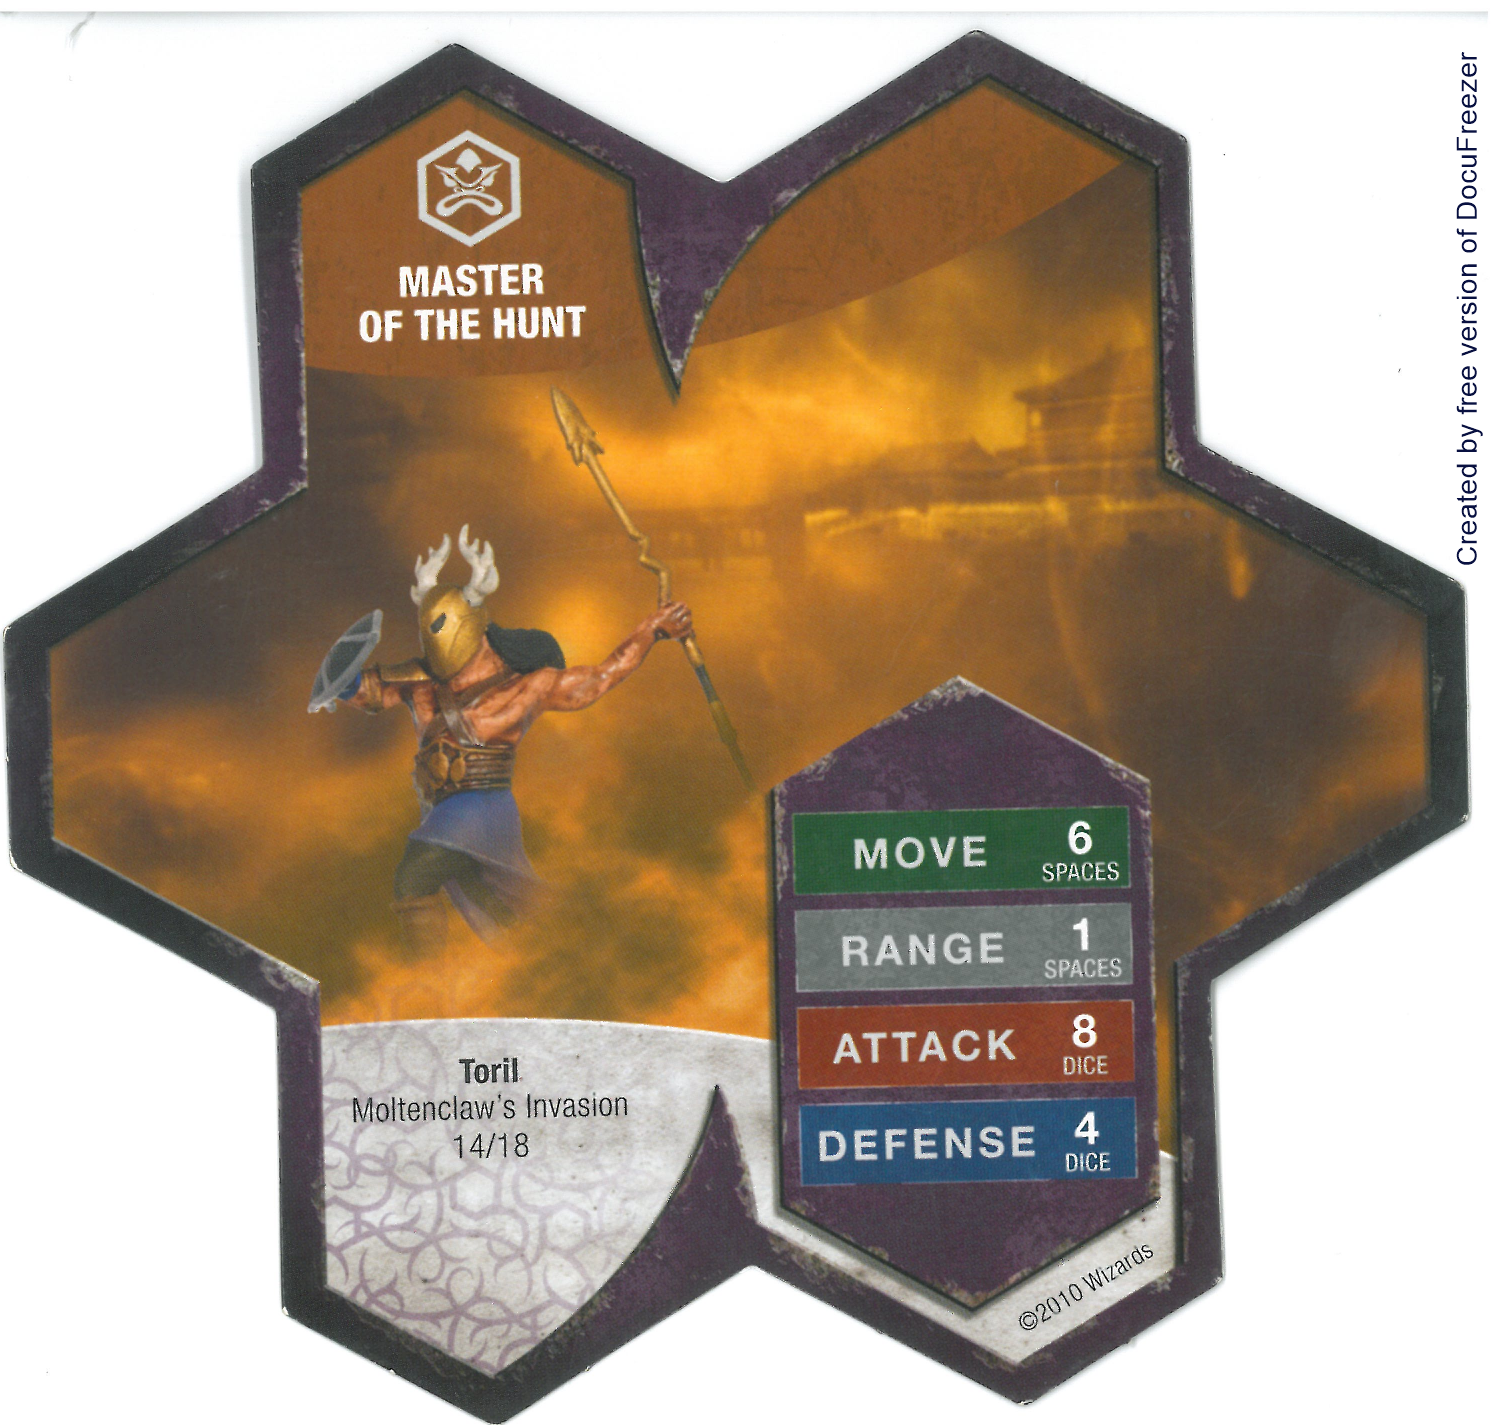 MASTER
OF THE HUNT
MOVE 6 SPACES
RANGE 1 SPACES
ATTACK 8 DICE
DEFENSE 4 DICE
Toril
Moltenclaw's Invasion
14/18
©2010 Wizards
Created by free version of DocuFreezer